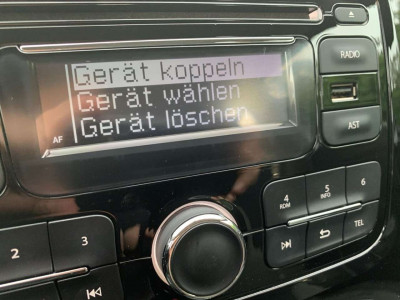 Gerät koppeln
Gerät wählen
Gerät löschen
AF
RADIO
AST
4
RDM
5
INFO
6
2
3
TEL